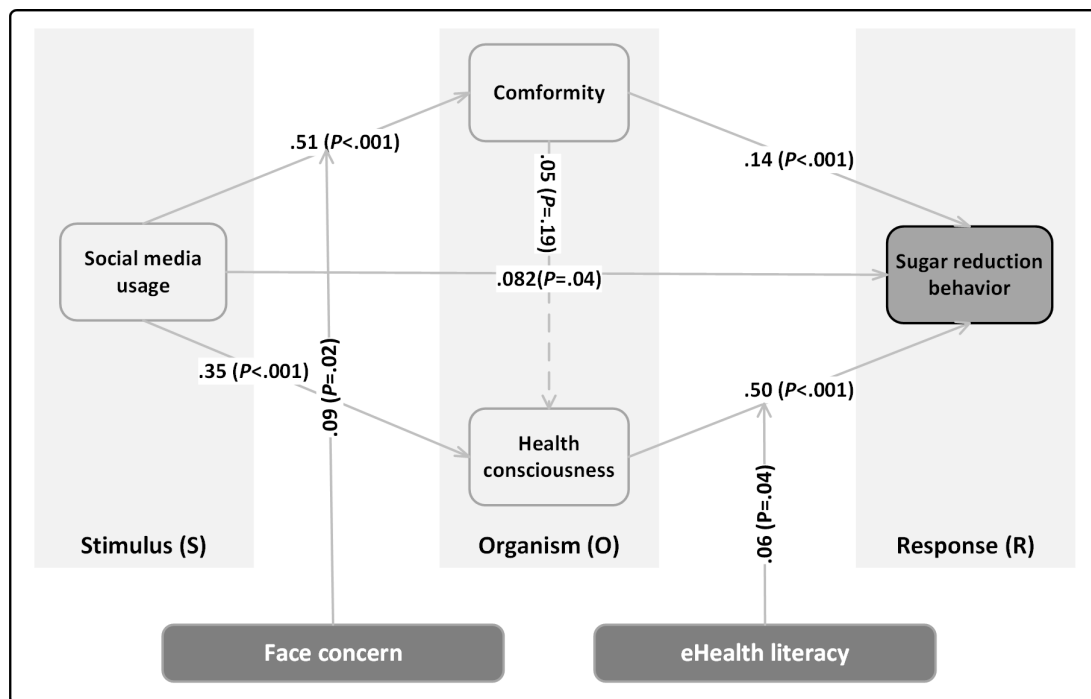 Comformity
.51 (P<.001)
.14 (P<.001)
.05 (P=.19)
Social media
usage
.082(P=.04)
Sugar reduction
behavior
.35 (P<.001)
.09 (P=.02)
.50 (P<.001)
Health
consciousness
.06 (P=.04)
Stimulus (S)
Organism (O)
Response (R)
Face concern
eHealth literacy